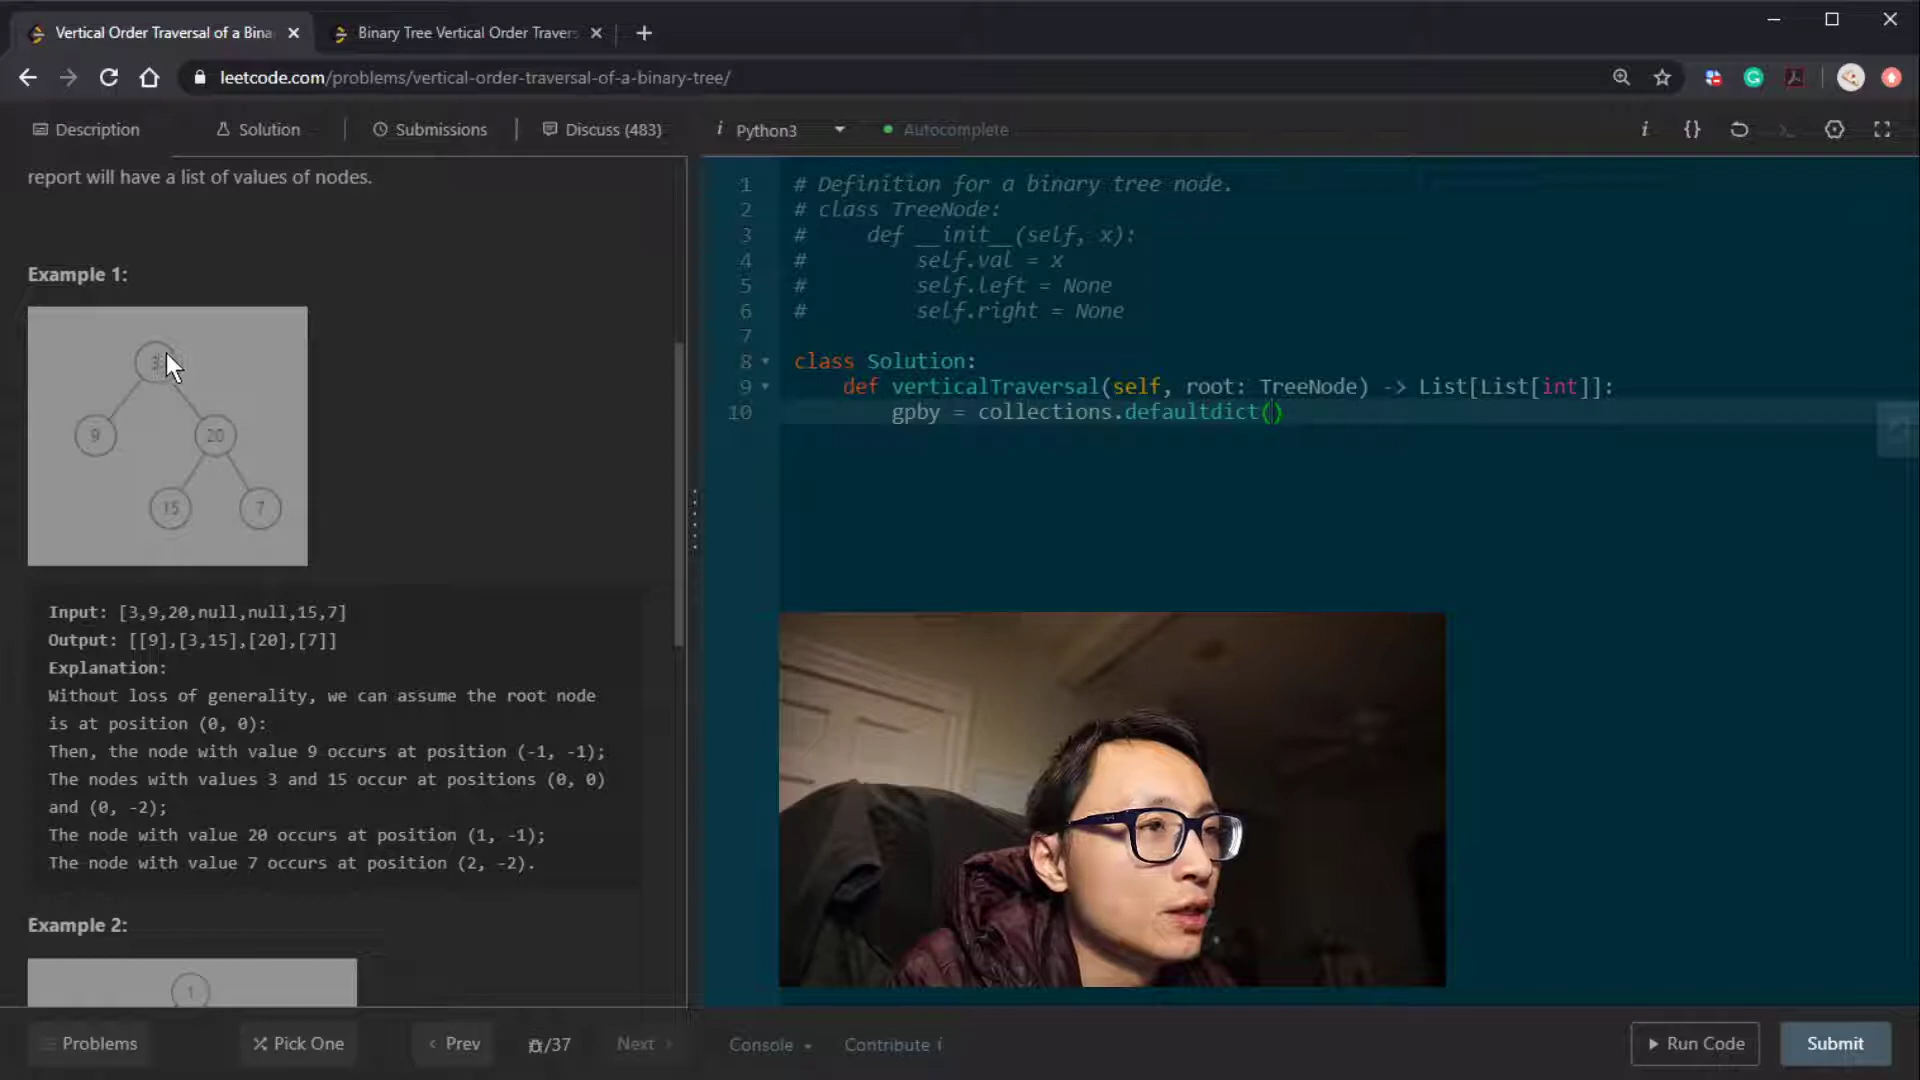 Vertical Order Traversal of a Bina
Binary Tree Vertical Order Travers
leetcode.com/problems/vertical-order-traversal-of-a-binary-tree/
Description
Solution
Submissions
Discuss (483)
i Python3
Autocomplete
i {}
report will have a list of values of nodes.
Example 1:
3
9 20
15 7
Input: [3,9,20,null,null,15,7]
Output: [[9],[3,15],[20],[7]]
Explanation:
Without loss of generality, we can assume the root node
is at position (0, 0):
Then, the node with value 9 occurs at position (-1, -1);
The nodes with values 3 and 15 occur at positions (0, 0)
and (0, -2);
The node with value 20 occurs at position (1, -1);
The node with value 7 occurs at position (2, -2).
Example 2:
1
1 # Definition for a binary tree node.
2 # class TreeNode:
3 #     def __init__(self, x):
4 #         self.val = x
5 #         self.left = None
6 #         self.right = None
7
8 class Solution:
9     def verticalTraversal(self, root: TreeNode) -> List[List[int]]:
10         gpby = collections.defaultdict()
Problems
Pick One
‹ Prev
/37
Next ›
Console
Contribute i
Run Code
Submit